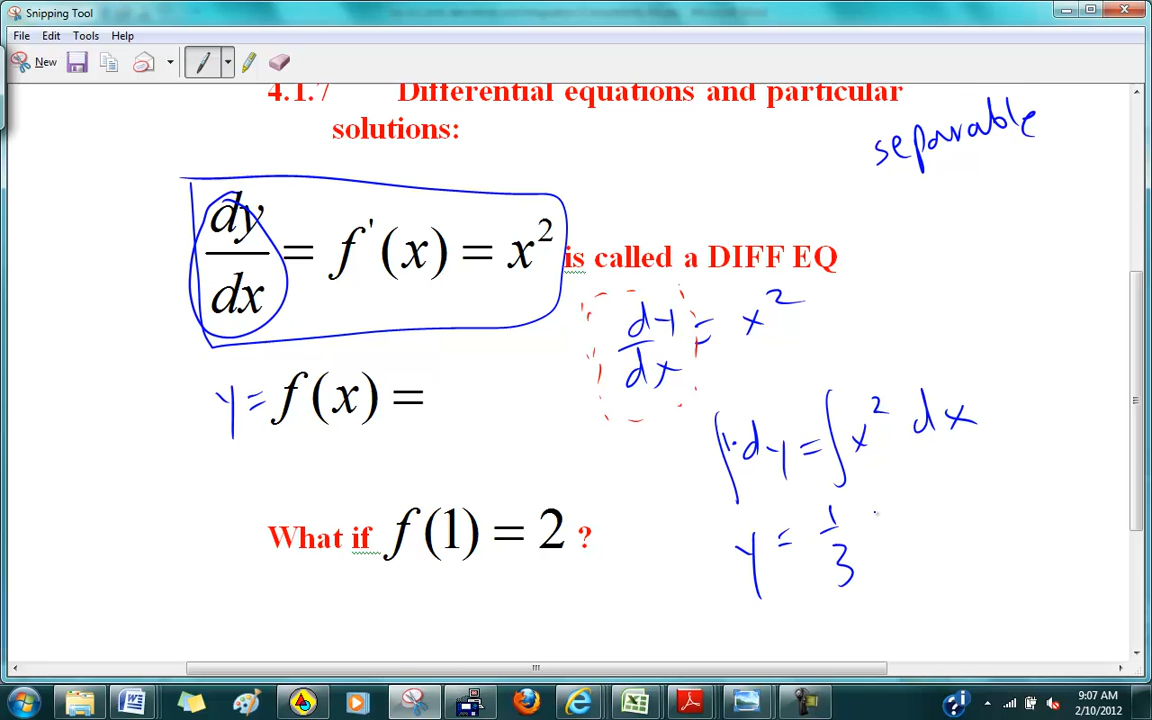 Snipping Tool
File Edit Tools Help
New
4.1.7 Differential equations and particular
solutions:
separable
dy/dx = f'(x) = x² is called a DIFF EQ
dy/dx = x²
y = f(x) =
∫1·dy = ∫x² dx
What if f(1) = 2 ?
y = 1/3
9:07 AM
2/10/2012